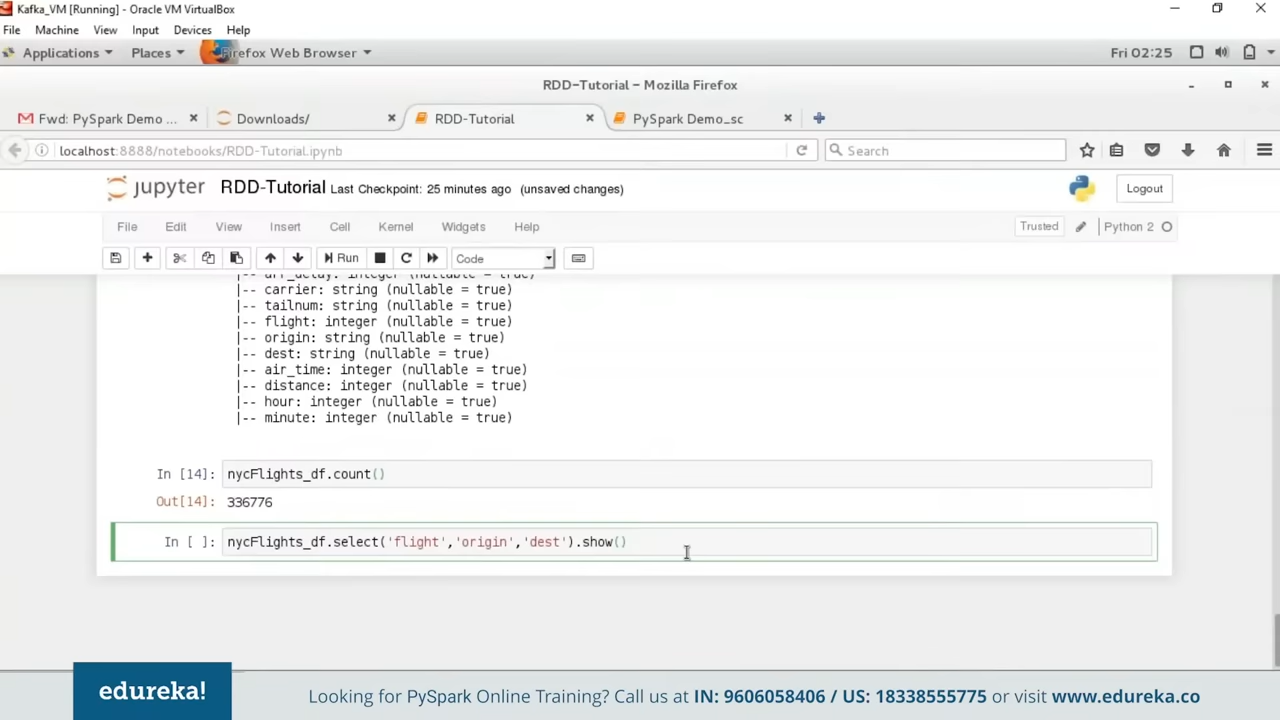 Kafka_VM [Running] - Oracle VM VirtualBox
File Machine View Input Devices Help
Applications Places Firefox Web Browser Fri 02:25
RDD-Tutorial - Mozilla Firefox
Fwd: PySpark Demo ... Downloads/ RDD-Tutorial PySpark Demo_sc
localhost:8888/notebooks/RDD-Tutorial.ipynb Search
jupyter RDD-Tutorial Last Checkpoint: 25 minutes ago (unsaved changes) Logout
File Edit View Insert Cell Kernel Widgets Help Trusted Python 2
Run Code
|-- arr_delay: integer (nullable = true)
|-- carrier: string (nullable = true)
|-- tailnum: string (nullable = true)
|-- flight: integer (nullable = true)
|-- origin: string (nullable = true)
|-- dest: string (nullable = true)
|-- air_time: integer (nullable = true)
|-- distance: integer (nullable = true)
|-- hour: integer (nullable = true)
|-- minute: integer (nullable = true)
In [14]: nycFlights_df.count()
Out[14]: 336776
In [ ]: nycFlights_df.select('flight','origin','dest').show()
edureka! Looking for PySpark Online Training? Call us at IN: 9606058406 / US: 18338555775 or visit www.edureka.co